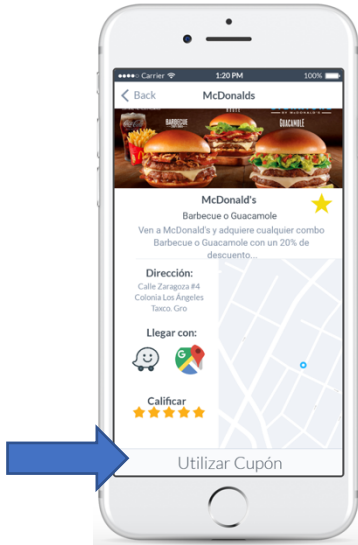 Carrier
1:20 PM
100%
Back
McDonalds
BARBECUE
GUACAMOLE
McDonald's
Barbecue o Guacamole
Ven a McDonald's y adquiere cualquier combo
Barbecue o Guacamole con un 20% de
descuento...
Dirección:
Calle Zaragoza #4
Colonia Los Ángeles
Taxco. Gro
Llegar con:
G
Calificar
Utilizar Cupón